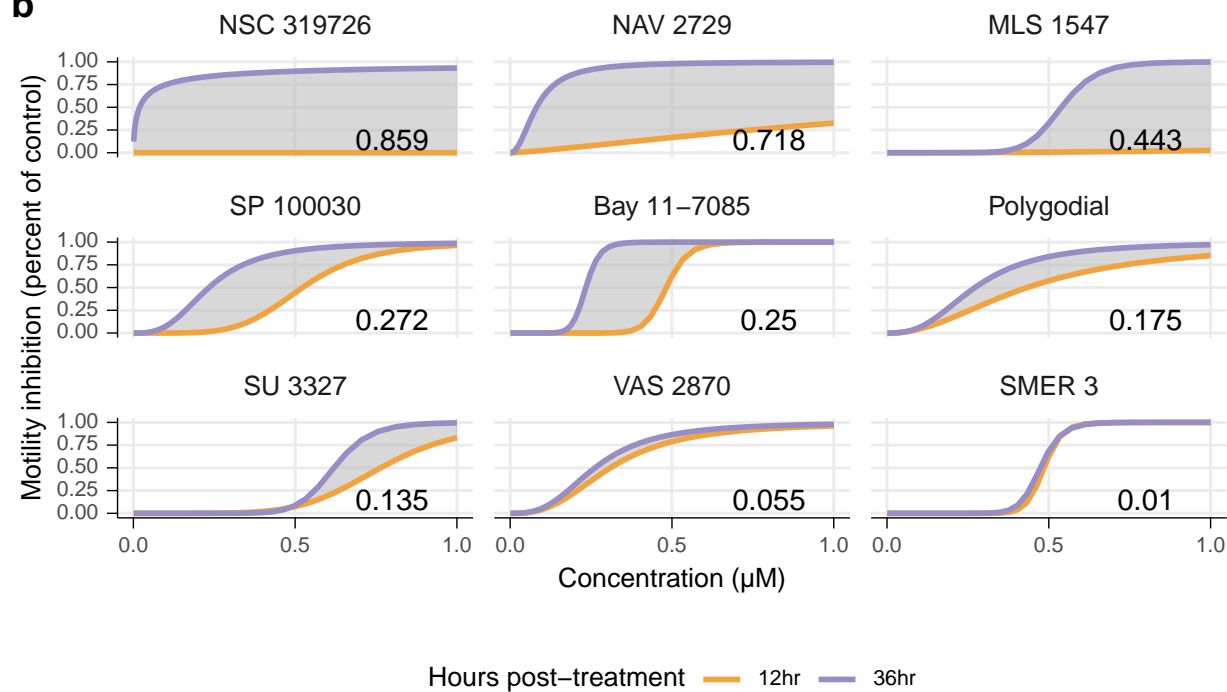 b
NSC 319726
NAV 2729
MLS 1547
Motility inhibition (percent of control)
1.00
0.75
0.50
0.25
0.00
0.859
0.718
0.443
SP 100030
Bay 11−7085
Polygodial
1.00
0.75
0.50
0.25
0.00
0.272
0.25
0.175
SU 3327
VAS 2870
SMER 3
1.00
0.75
0.50
0.25
0.00
0.135
0.055
0.01
0.0 0.5 1.0 0.0 0.5 1.0 0.0 0.5 1.0
Concentration (µM)
Hours post−treatment 12hr 36hr